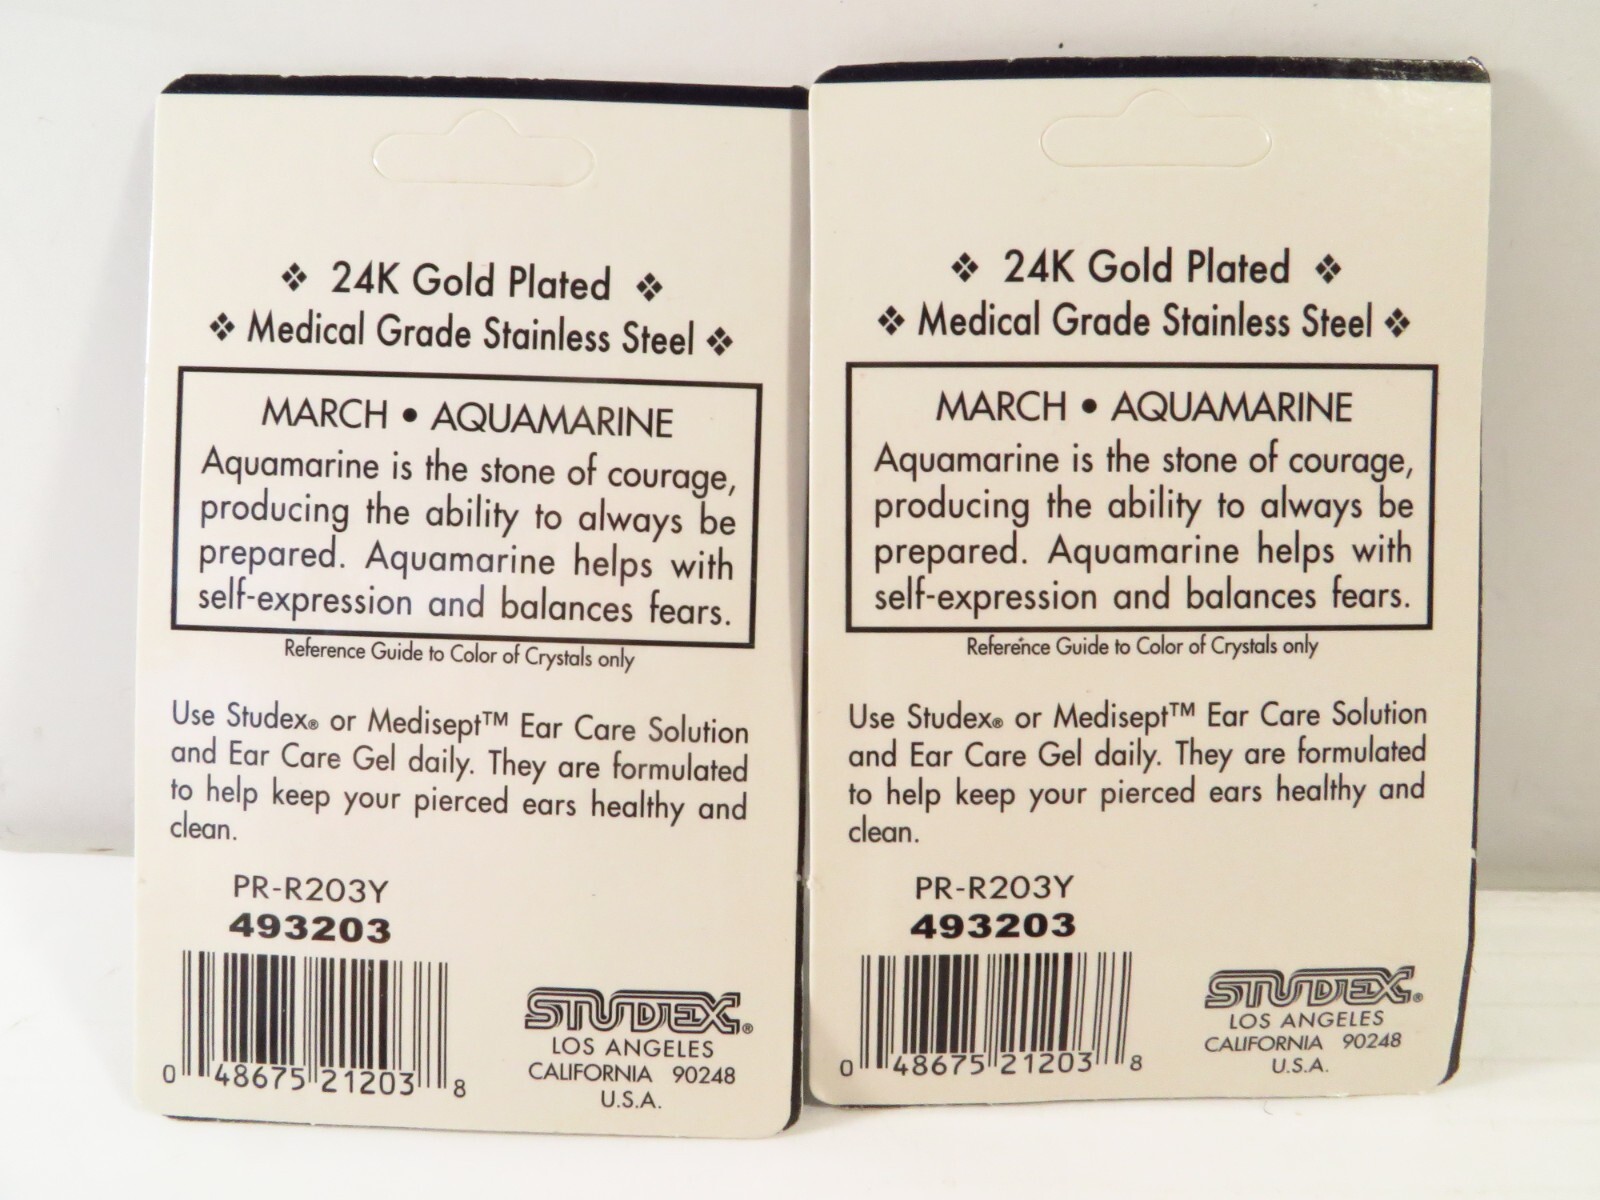 ❖ 24K Gold Plated ❖
❖ Medical Grade Stainless Steel ❖
MARCH • AQUAMARINE
Aquamarine is the stone of courage,
producing the ability to always be
prepared. Aquamarine helps with
self-expression and balances fears.
Reference Guide to Color of Crystals only
Use Studex® or Medisept™ Ear Care Solution
and Ear Care Gel daily. They are formulated
to help keep your pierced ears healthy and
clean.
PR-R203Y
493203
0 48675 21203 8
STUDEX®
LOS ANGELES
CALIFORNIA 90248
U.S.A.
❖ 24K Gold Plated ❖
❖ Medical Grade Stainless Steel ❖
MARCH • AQUAMARINE
Aquamarine is the stone of courage,
producing the ability to always be
prepared. Aquamarine helps with
self-expression and balances fears.
Reference Guide to Color of Crystals only
Use Studex® or Medisept™ Ear Care Solution
and Ear Care Gel daily. They are formulated
to help keep your pierced ears healthy and
clean.
PR-R203Y
493203
0 48675 21203 8
STUDEX®
LOS ANGELES
CALIFORNIA 90248
U.S.A.